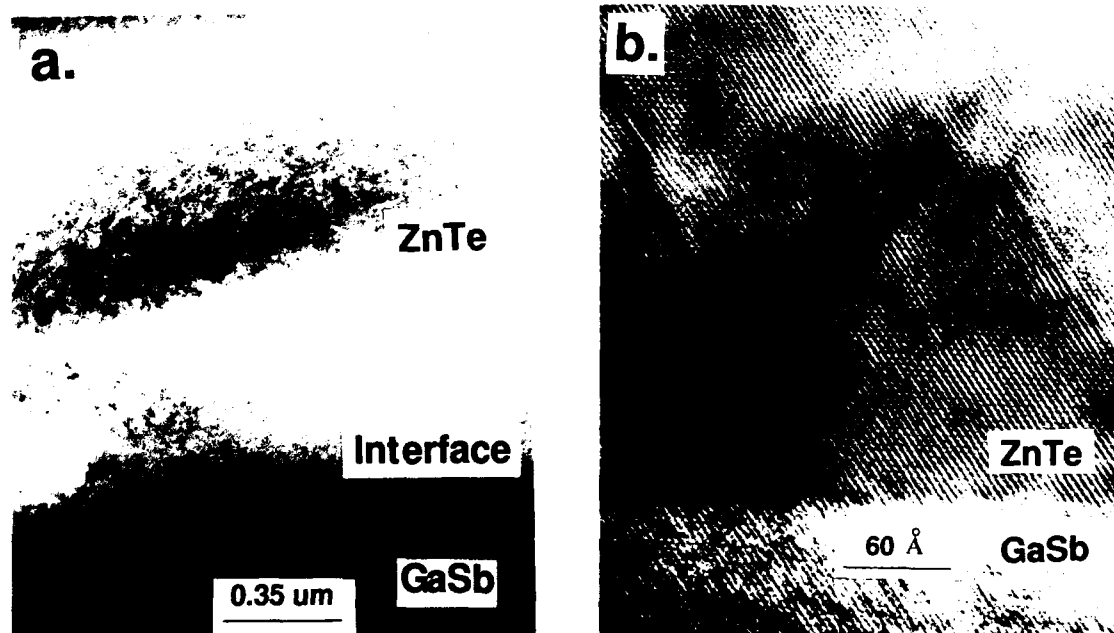 a.
ZnTe
Interface
GaSb
0.35 um
b.
ZnTe
60 Å
GaSb